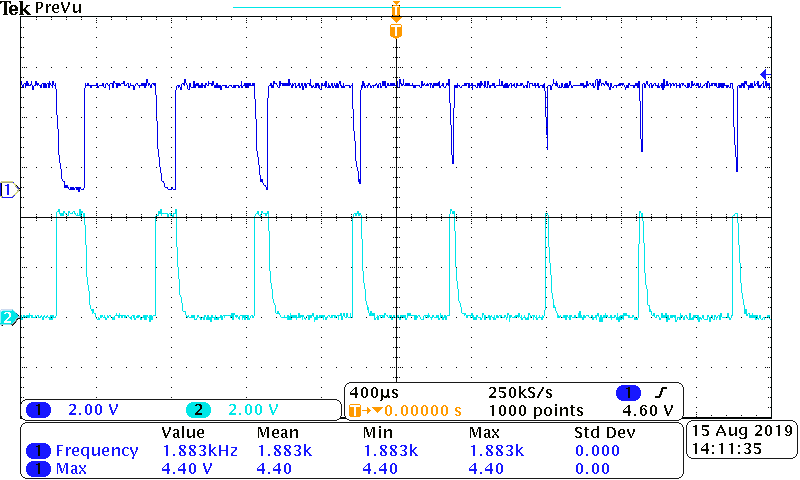 Tek PreVu
T
T
1
2
1 2.00 V 2 2.00 V
400µs 250kS/s 1
T→▼0.00000 s 1000 points 4.60 V
Value Mean Min Max Std Dev
1 Frequency 1.883kHz 1.883k 1.883k 1.883k 0.000
1 Max 4.40 V 4.40 4.40 4.40 0.00
15 Aug 2019
14:11:35